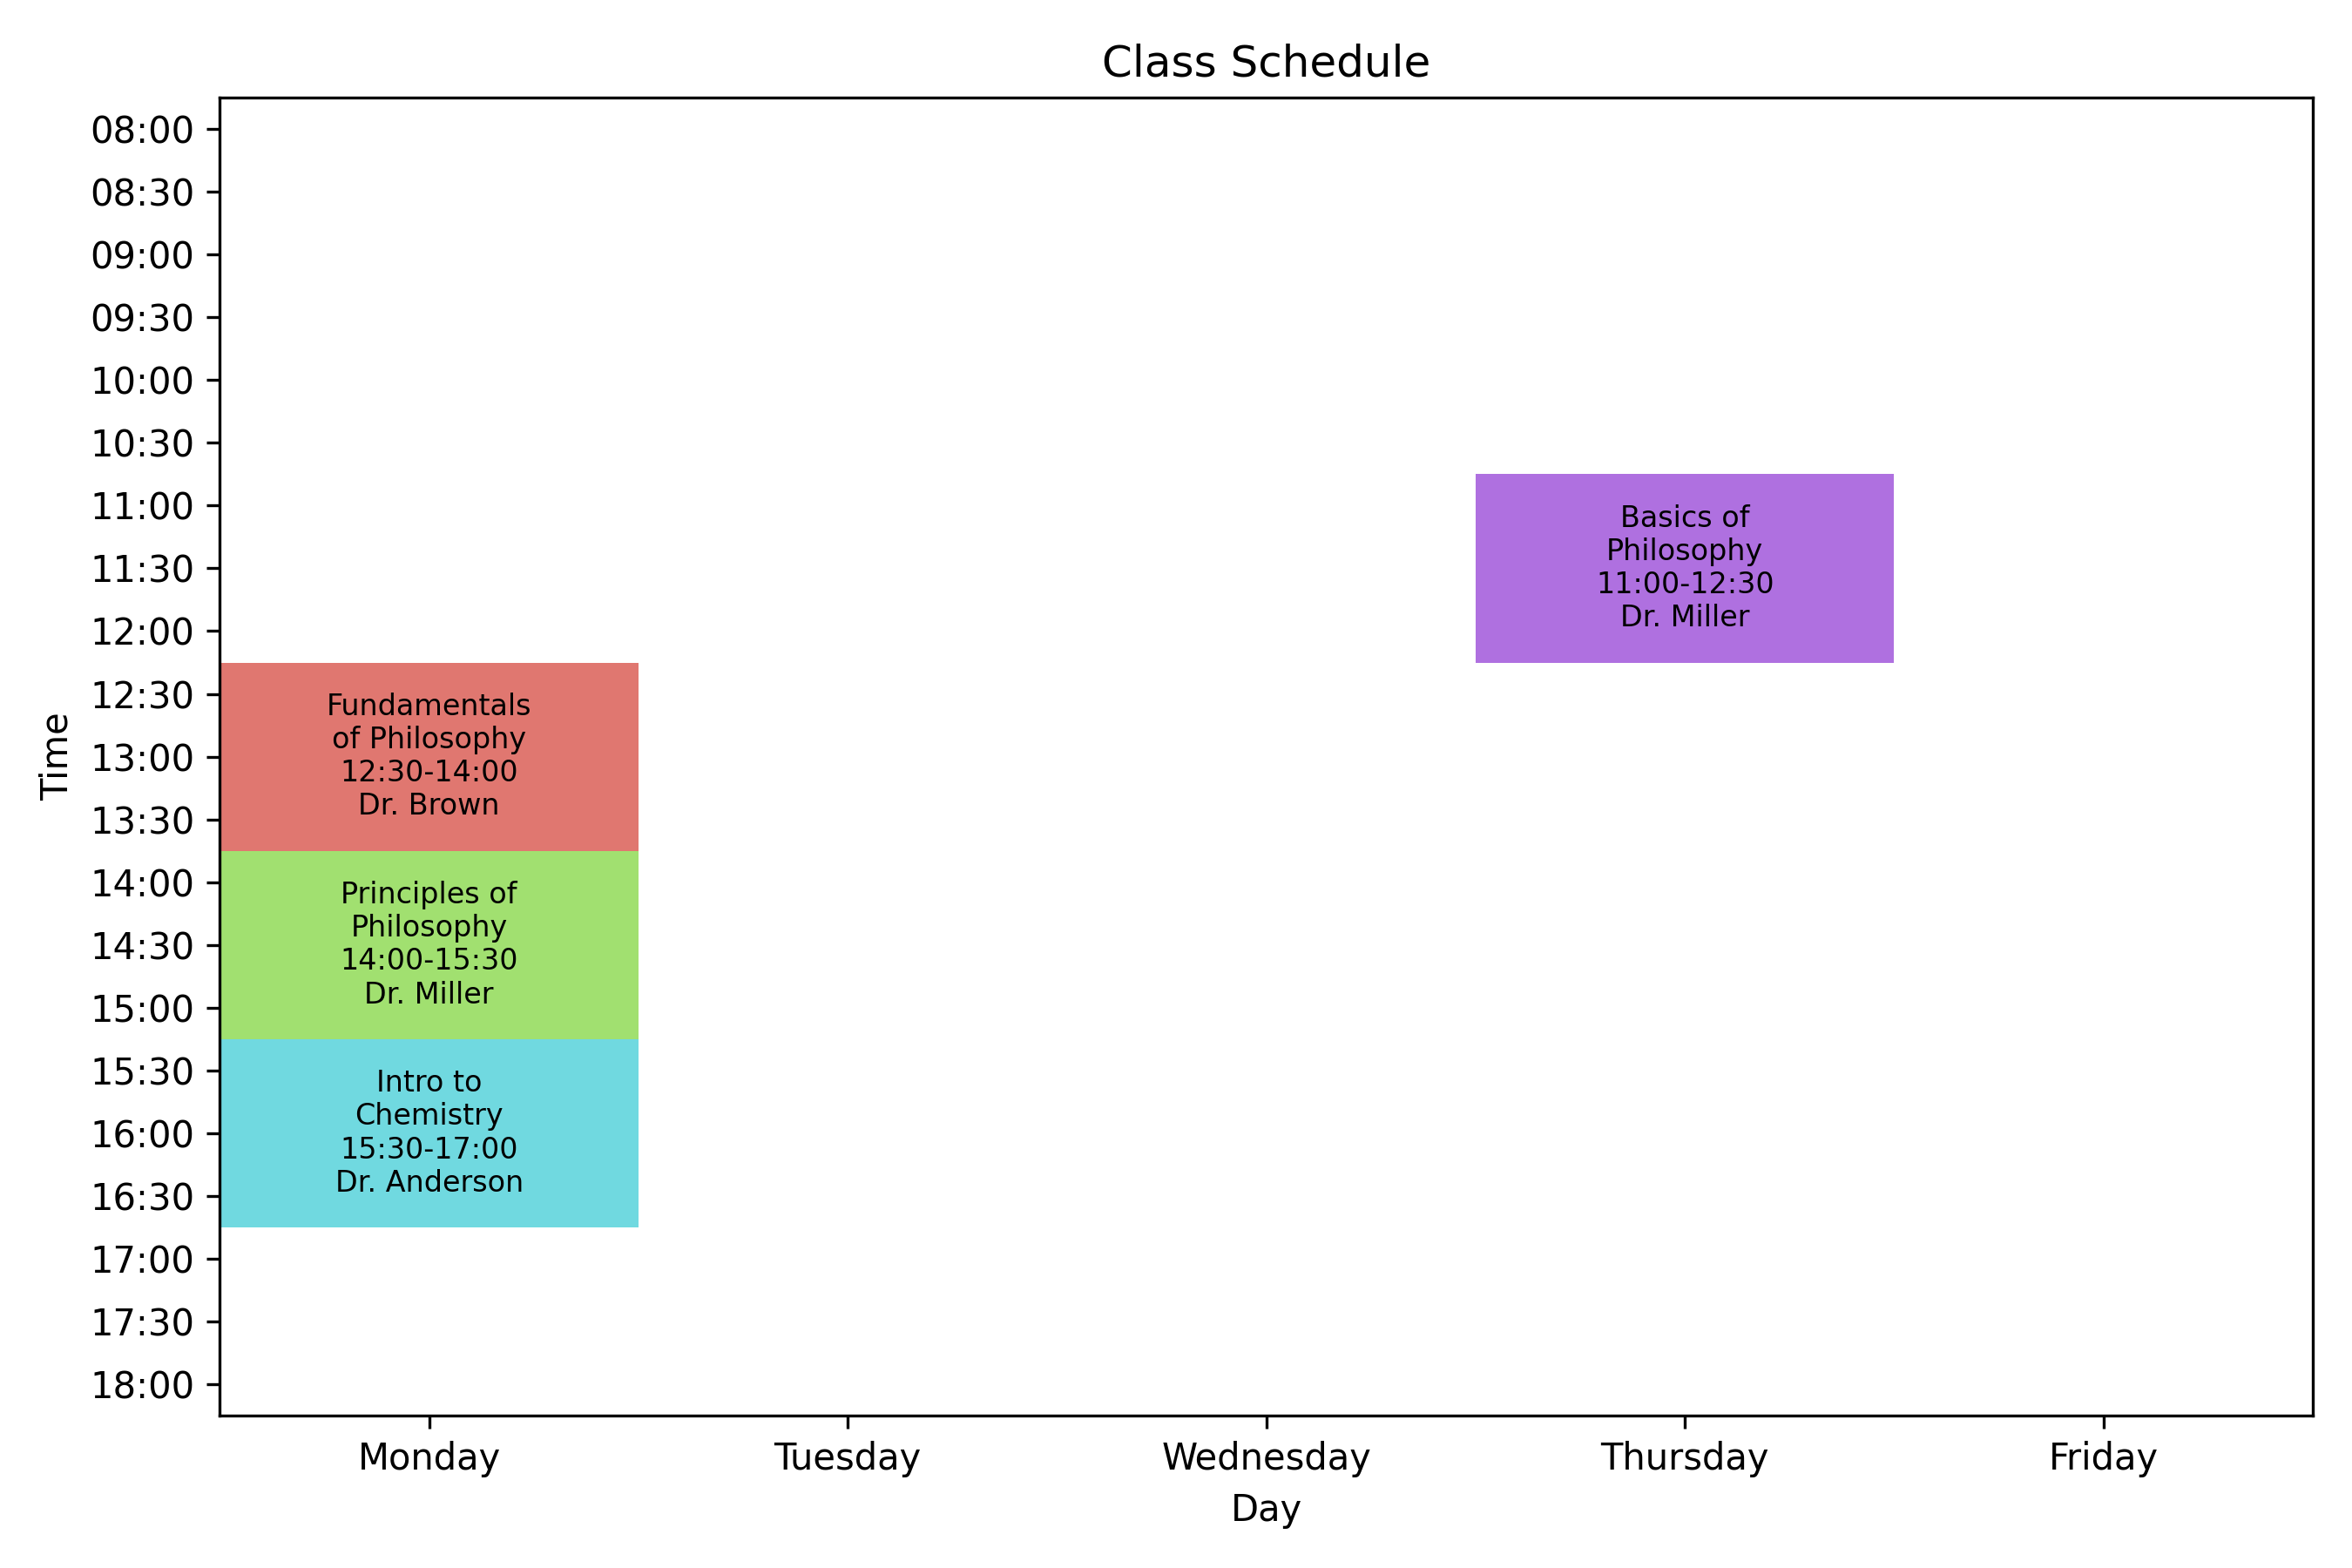 Class Schedule
Time
08:00
08:30
09:00
09:30
10:00
10:30
11:00
11:30
12:00
12:30
13:00
13:30
14:00
14:30
15:00
15:30
16:00
16:30
17:00
17:30
18:00
Fundamentals
of Philosophy
12:30-14:00
Dr. Brown
Principles of
Philosophy
14:00-15:30
Dr. Miller
Intro to
Chemistry
15:30-17:00
Dr. Anderson
Basics of
Philosophy
11:00-12:30
Dr. Miller
Monday
Tuesday
Wednesday
Thursday
Friday
Day